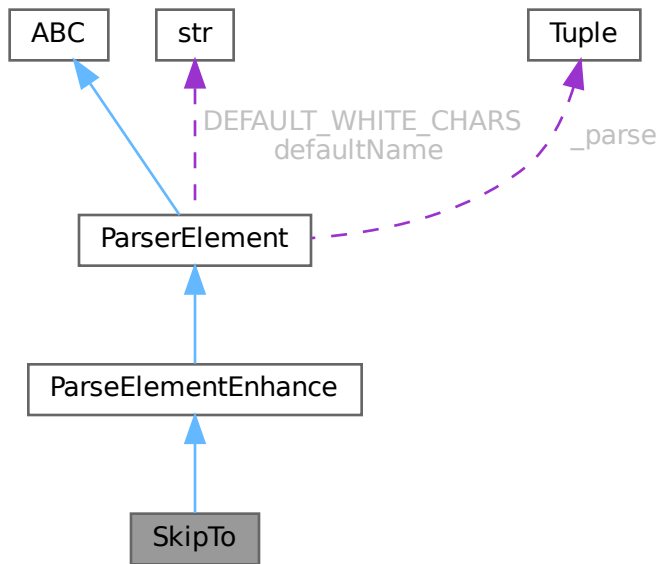 ABC
str
Tuple
DEFAULT_WHITE_CHARS
defaultName
_parse
ParserElement
ParseElementEnhance
SkipTo